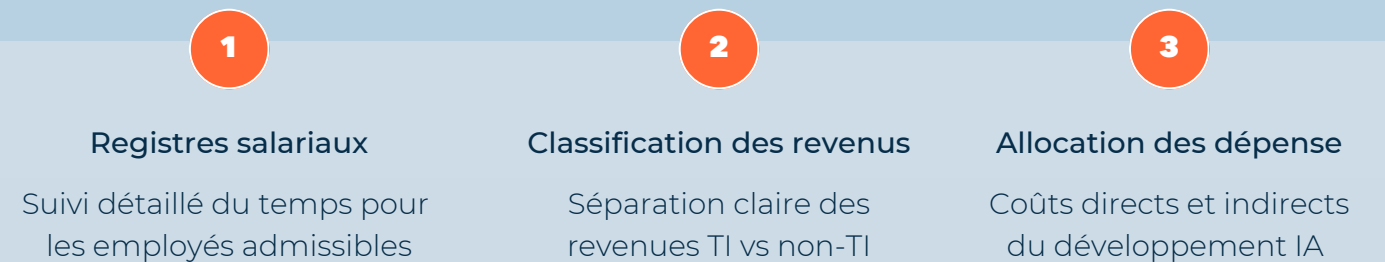 1
Registres salariaux
Suivi détaillé du temps pour
les employés admissibles
2
Classification des revenus
Séparation claire des
revenues TI vs non-TI
3
Allocation des dépense
Coûts directs et indirects
du développement IA